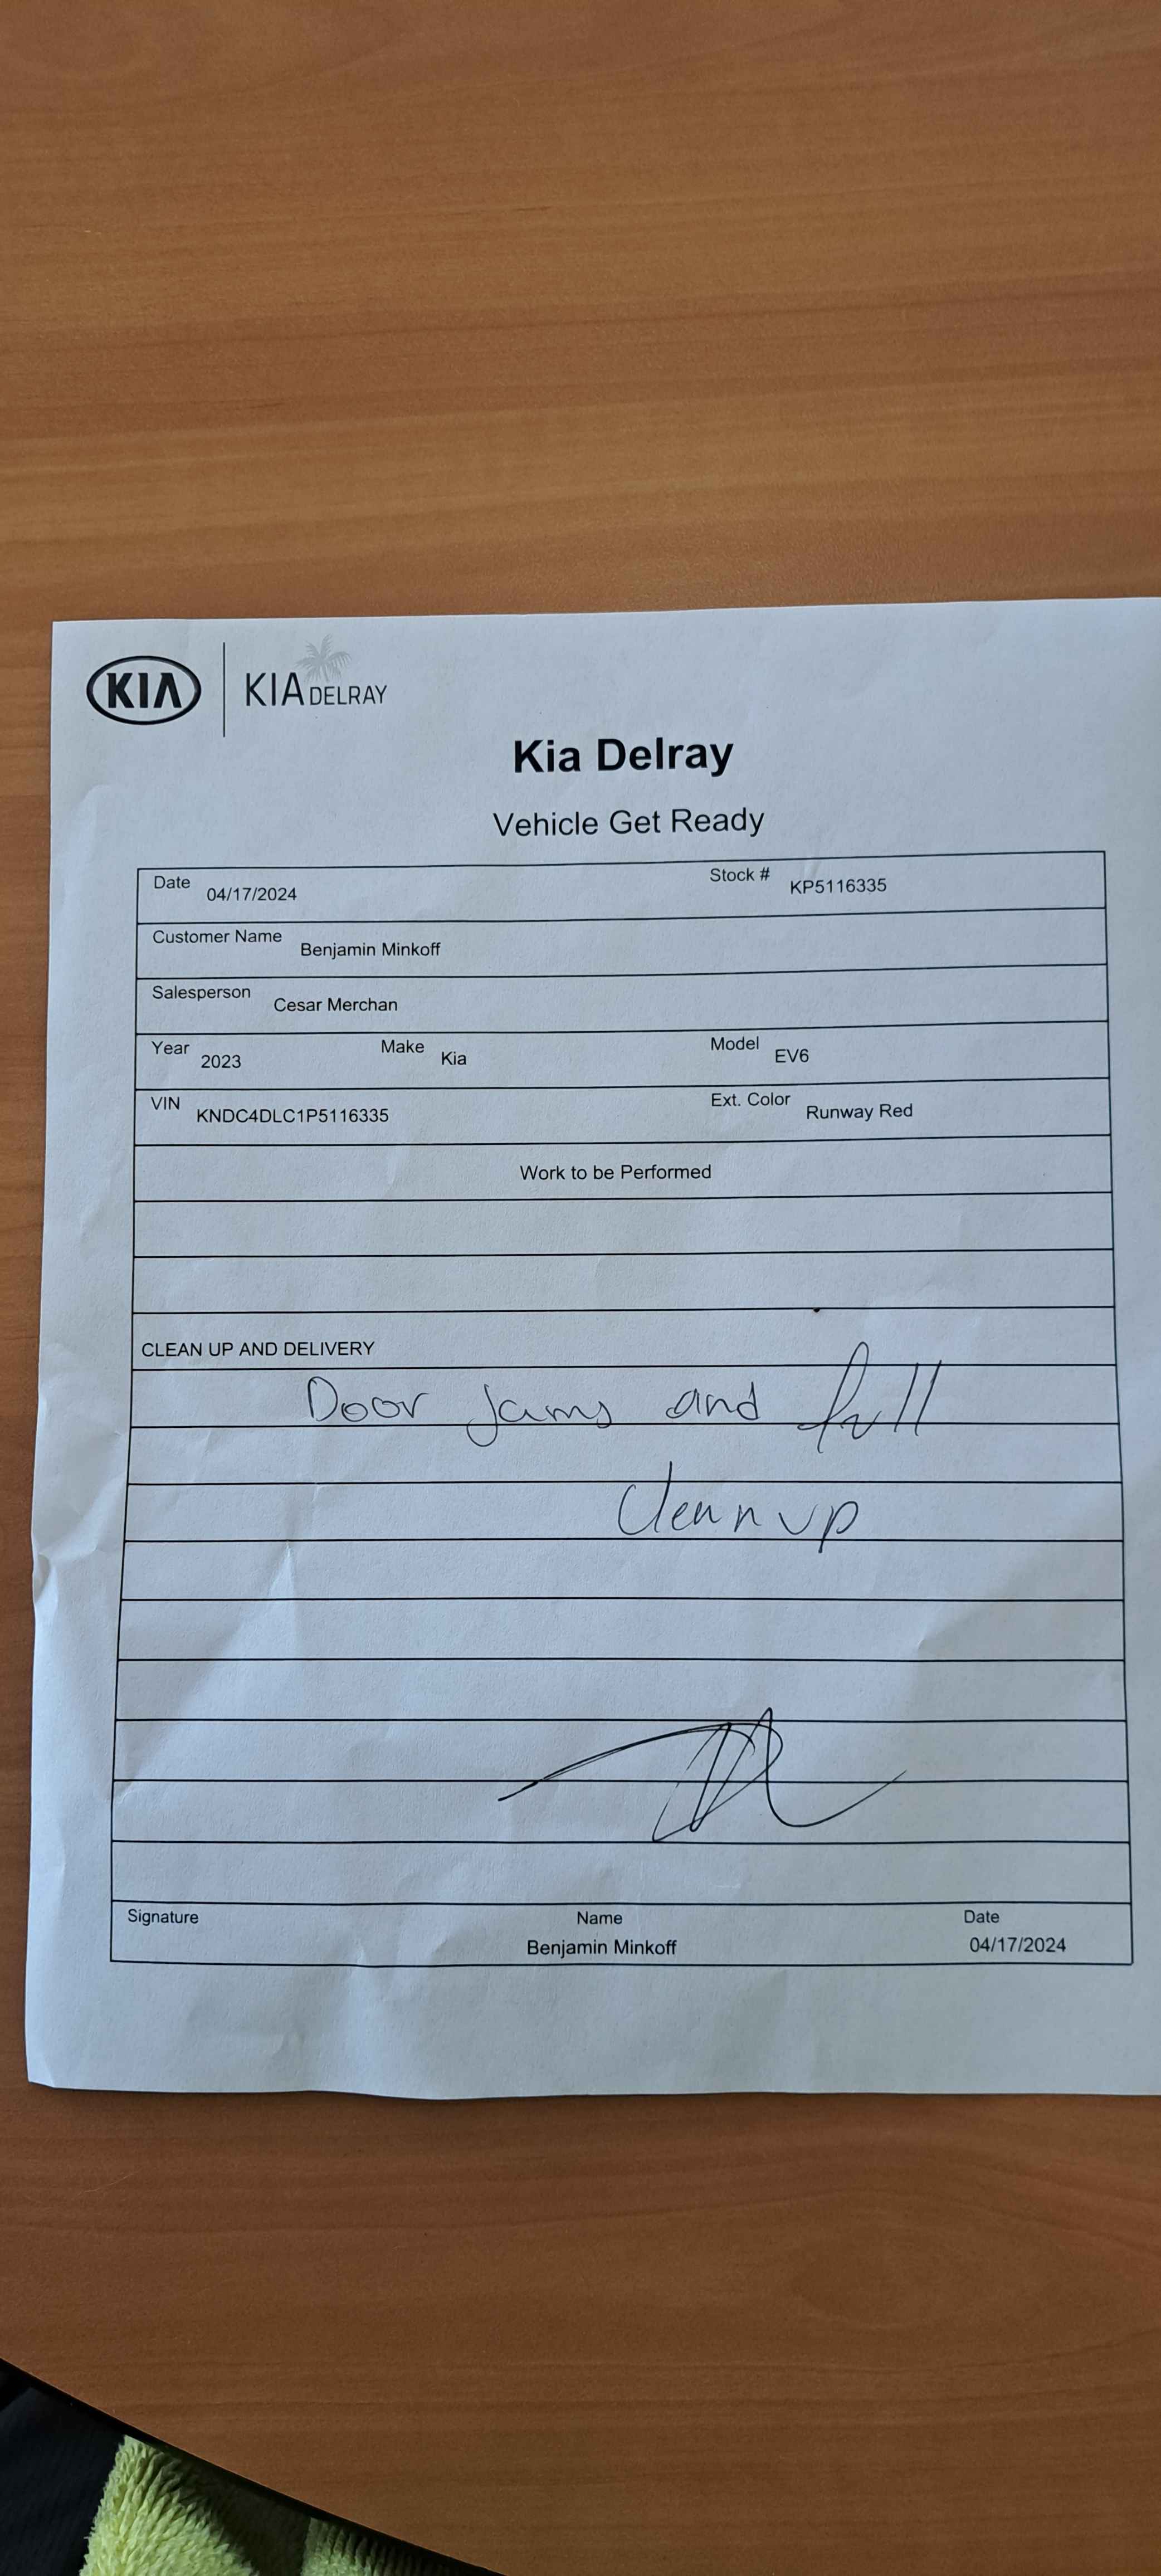 KIA KIA DELRAY
Kia Delray
Vehicle Get Ready
Date 04/17/2024 Stock # KP5116335
Customer Name Benjamin Minkoff
Salesperson Cesar Merchan
Year 2023 Make Kia Model EV6
VIN KNDC4DLC1P5116335 Ext. Color Runway Red
Work to be Performed
CLEAN UP AND DELIVERY
Door Jams and full
Clean up
Signature Name Date
Benjamin Minkoff 04/17/2024